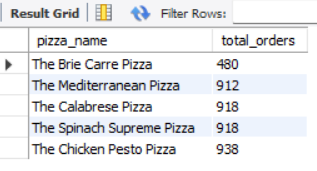 Result Grid Filter Rows:
pizza_name total_orders
The Brie Carre Pizza 480
The Mediterranean Pizza 912
The Calabrese Pizza 918
The Spinach Supreme Pizza 918
The Chicken Pesto Pizza 938